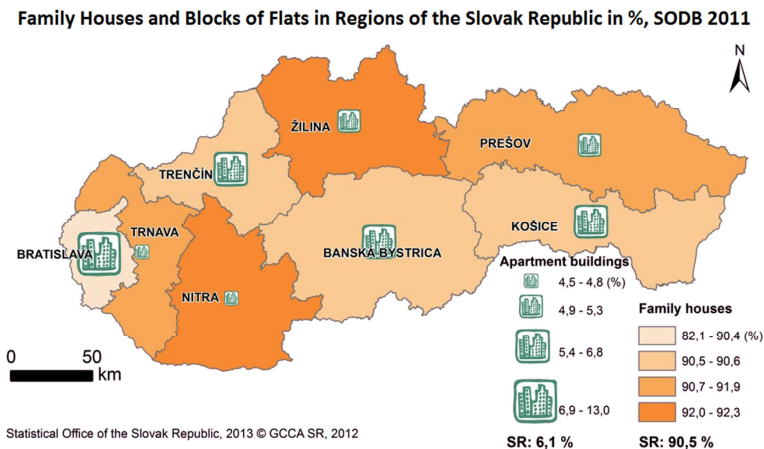 Family Houses and Blocks of Flats in Regions of the Slovak Republic in %, SODB 2011
N
ŽILINA
PREŠOV
TRENČÍN
KOŠICE
TRNAVA
BRATISLAVA
BANSKÁ BYSTRICA
NITRA
Apartment buildings
4,5 - 4,8 (%)
4,9 - 5,3
5,4 - 6,8
6,9 - 13,0
SR: 6,1 %
Family houses
82,1 - 90,4 (%)
90,5 - 90,6
90,7 - 91,9
92,0 - 92,3
SR: 90,5 %
0 50
km
Statistical Office of the Slovak Republic, 2013 © GCCA SR, 2012